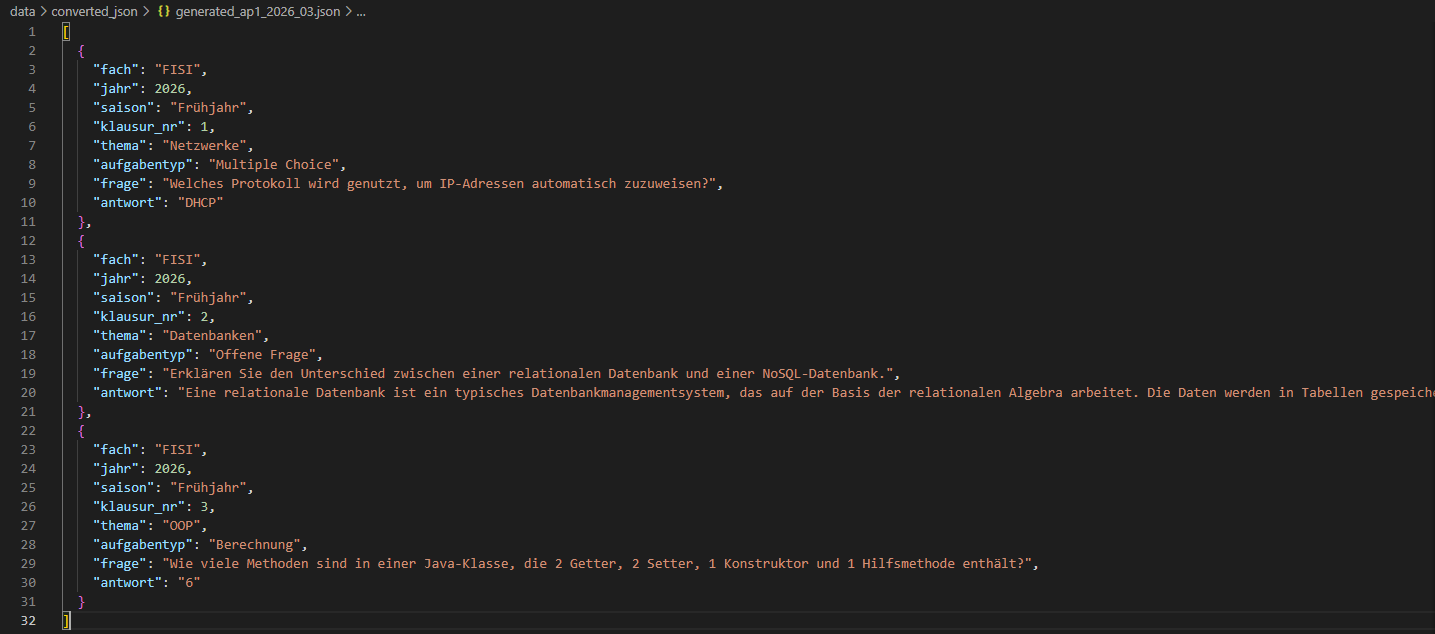 data > converted_json > {} generated_ap1_2026_03.json > ...
1 [
2 {
3 "fach": "FISI",
4 "jahr": 2026,
5 "saison": "Frühjahr",
6 "klausur_nr": 1,
7 "thema": "Netzwerke",
8 "aufgabentyp": "Multiple Choice",
9 "frage": "Welches Protokoll wird genutzt, um IP-Adressen automatisch zuzuweisen?",
10 "antwort": "DHCP"
11 },
12 {
13 "fach": "FISI",
14 "jahr": 2026,
15 "saison": "Frühjahr",
16 "klausur_nr": 2,
17 "thema": "Datenbanken",
18 "aufgabentyp": "Offene Frage",
19 "frage": "Erklären Sie den Unterschied zwischen einer relationalen Datenbank und einer NoSQL-Datenbank.",
20 "antwort": "Eine relationale Datenbank ist ein typisches Datenbankmanagementsystem, das auf der Basis der relationalen Algebra arbeitet. Die Daten werden in Tabellen gespeiche
21 },
22 {
23 "fach": "FISI",
24 "jahr": 2026,
25 "saison": "Frühjahr",
26 "klausur_nr": 3,
27 "thema": "OOP",
28 "aufgabentyp": "Berechnung",
29 "frage": "Wie viele Methoden sind in einer Java-Klasse, die 2 Getter, 2 Setter, 1 Konstruktor und 1 Hilfsmethode enthält?",
30 "antwort": "6"
31 }
32 ]